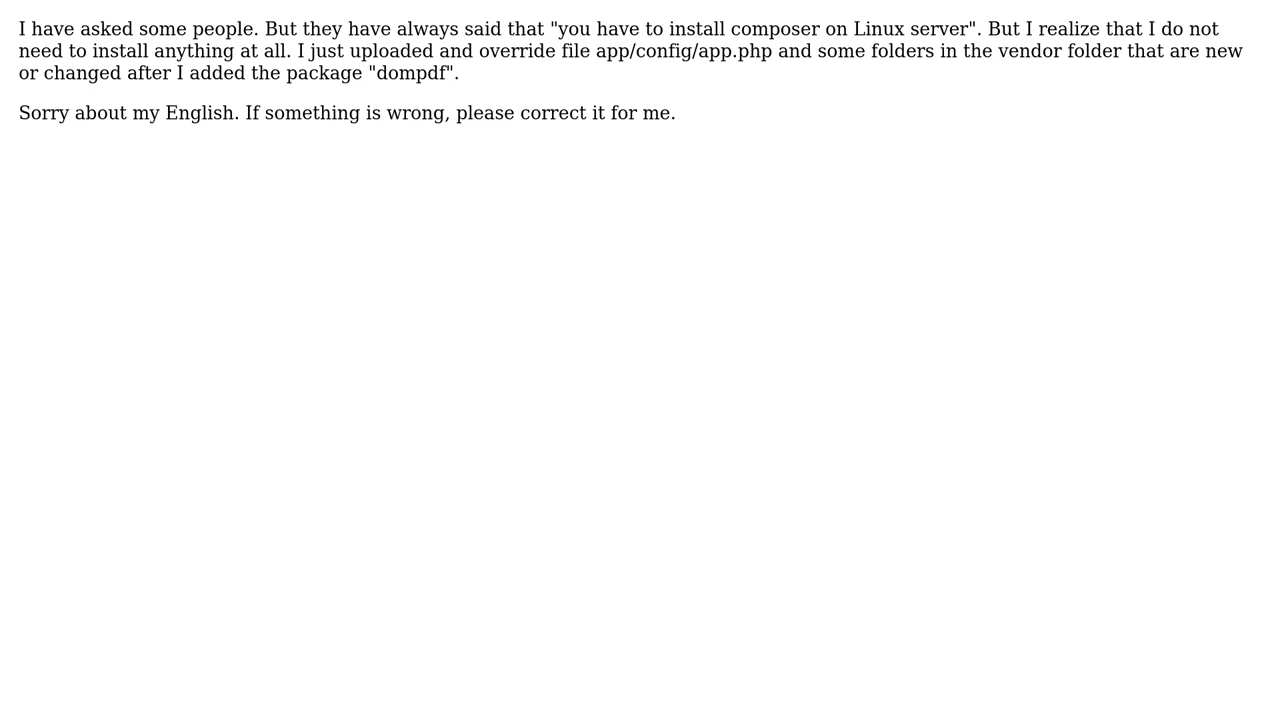 I have asked some people. But they have always said that "you have to install composer on Linux server". But I realize that I do not
need to install anything at all. I just uploaded and override file app/config/app.php and some folders in the vendor folder that are new
or changed after I added the package "dompdf".
Sorry about my English. If something is wrong, please correct it for me.